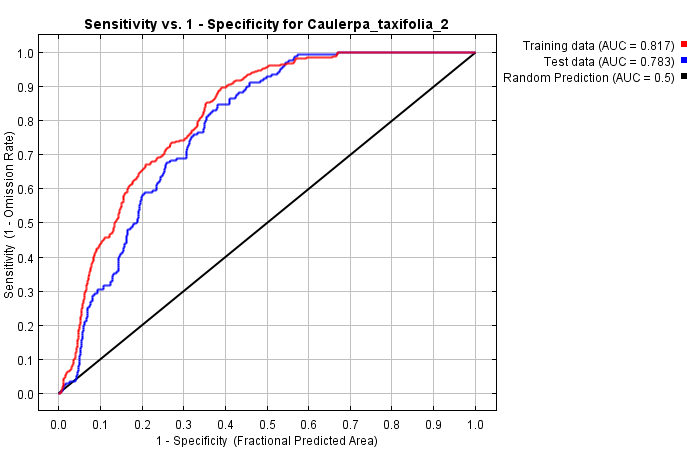 Sensitivity vs. 1 - Specificity for Caulerpa_taxifolia_2
Training data (AUC = 0.817)
Test data (AUC = 0.783)
Random Prediction (AUC = 0.5)
Sensitivity (1 - Omission Rate)
1.0
0.9
0.8
0.7
0.6
0.5
0.4
0.3
0.2
0.1
0.0
0.0 0.1 0.2 0.3 0.4 0.5 0.6 0.7 0.8 0.9 1.0
1 - Specificity (Fractional Predicted Area)